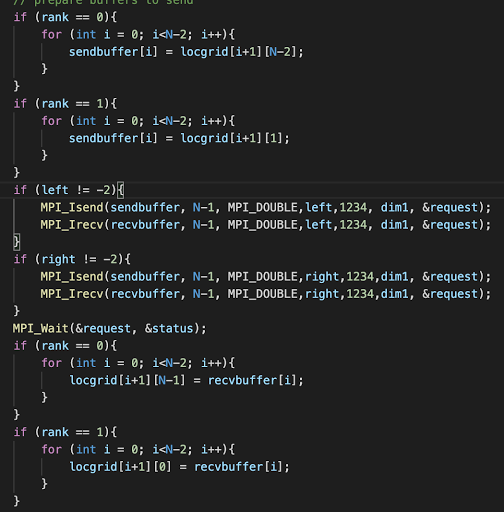 // prepare buffers to send
if (rank == 0){
    for (int i = 0; i<N-2; i++){
        sendbuffer[i] = locgrid[i+1][N-2];
    }
}
if (rank == 1){
    for (int i = 0; i<N-2; i++){
        sendbuffer[i] = locgrid[i+1][1];
    }
}
if (left != -2){
    MPI_Isend(sendbuffer, N-1, MPI_DOUBLE,left,1234, dim1, &request);
    MPI_Irecv(recvbuffer, N-1, MPI_DOUBLE,left,1234, dim1, &request);
}
if (right != -2){
    MPI_Isend(sendbuffer, N-1, MPI_DOUBLE,right,1234,dim1, &request);
    MPI_Irecv(recvbuffer, N-1, MPI_DOUBLE,right,1234,dim1, &request);
}
MPI_Wait(&request, &status);
if (rank == 0){
    for (int i = 0; i<N-2; i++){
        locgrid[i+1][N-1] = recvbuffer[i];
    }
}
if (rank == 1){
    for (int i = 0; i<N-2; i++){
        locgrid[i+1][0] = recvbuffer[i];
    }
}